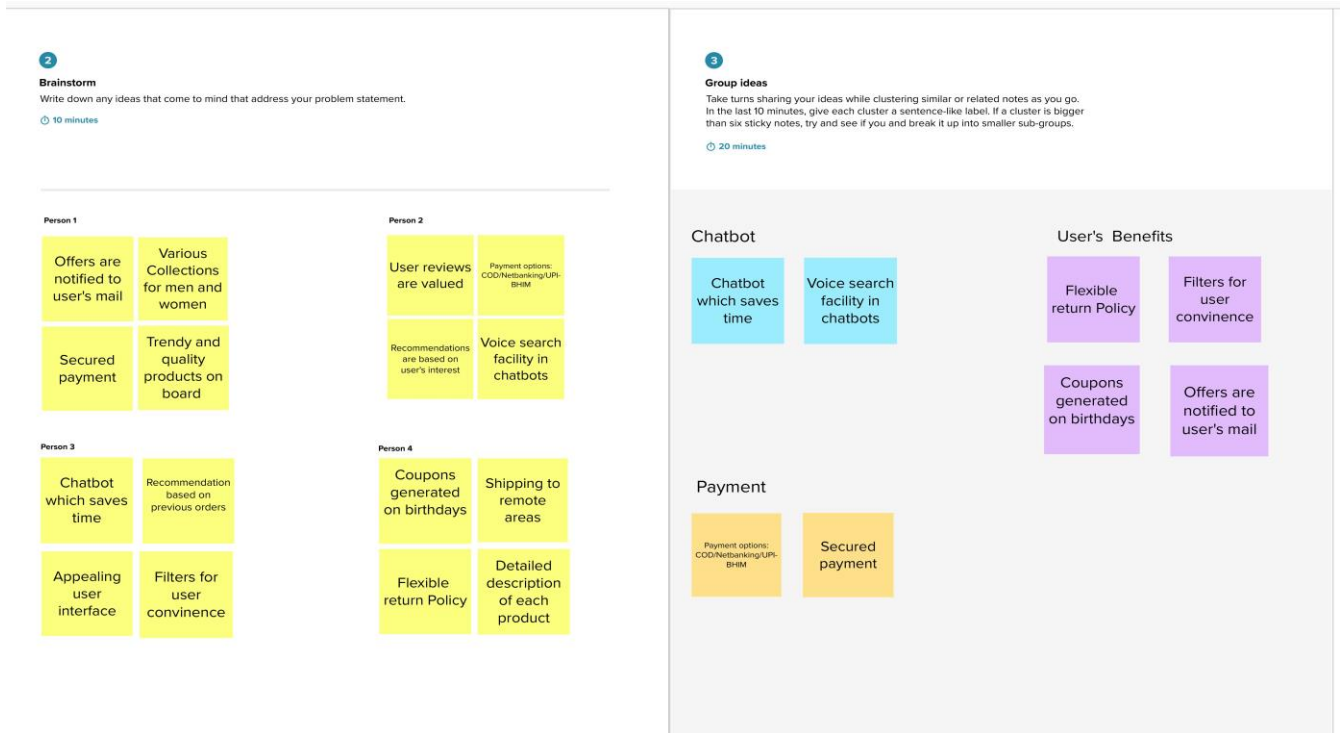 2
Brainstorm
Write down any ideas that come to mind that address your problem statement.
10 minutes
Person 1
Offers are
notified to
user's mail
Various
Collections
for men and
women
Secured
payment
Trendy and
quality
products on
board
Person 2
User reviews
are valued
Payment options:
COD/Netbanking/UPI-
BHIM
Recommendations
are based on
user's interest
Voice search
facility in
chatbots
Person 3
Chatbot
which saves
time
Recommendation
based on
previous orders
Appealing
user
interface
Filters for
user
convinence
Person 4
Coupons
generated
on birthdays
Shipping to
remote
areas
Flexible
return Policy
Detailed
description
of each
product
3
Group ideas
Take turns sharing your ideas while clustering similar or related notes as you go.
In the last 10 minutes, give each cluster a sentence-like label. If a cluster is bigger
than six sticky notes, try and see if you and break it up into smaller sub-groups.
20 minutes
Chatbot
Chatbot
which saves
time
Voice search
facility in
chatbots
User's Benefits
Flexible
return Policy
Filters for
user
convinence
Coupons
generated
on birthdays
Offers are
notified to
user's mail
Payment
Payment options:
COD/Netbanking/UPI-
BHIM
Secured
payment